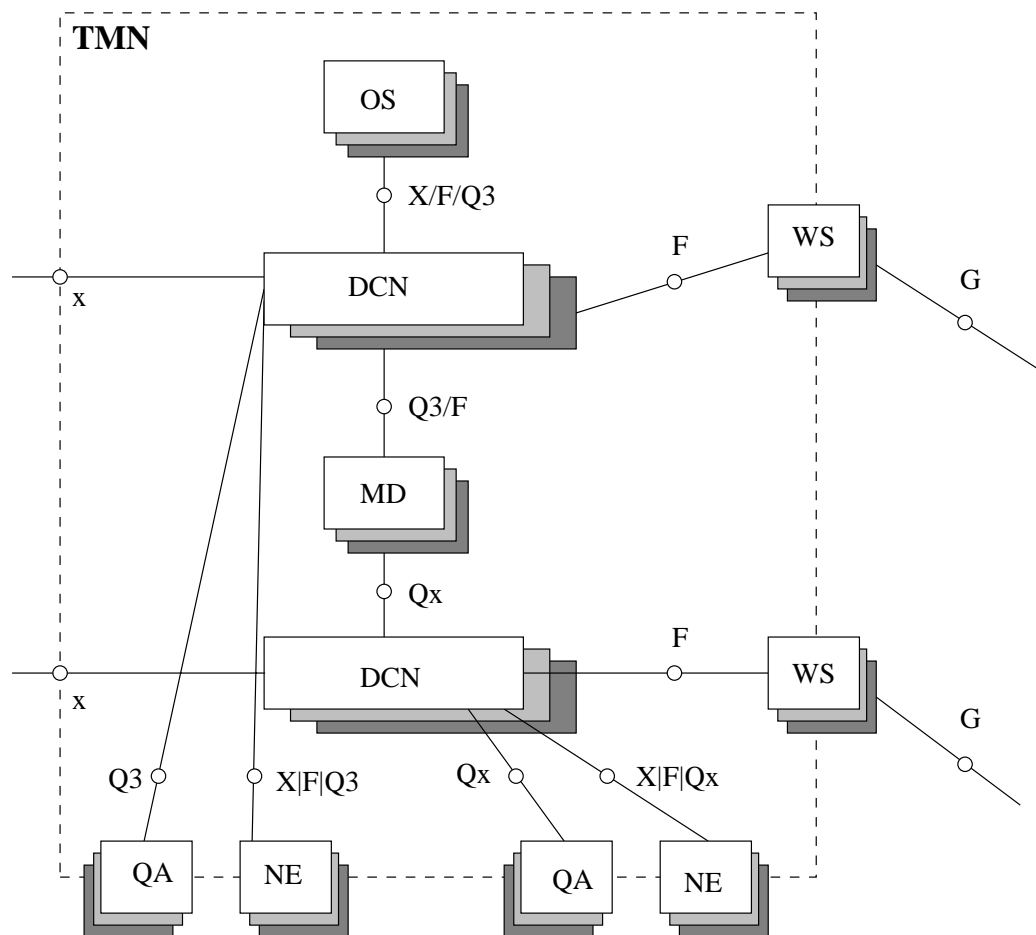 TMN
OS
X/F/Q3
WS
F
DCN
G
x
Q3/F
MD
Qx
F
DCN
WS
x
G
Q3
X|F|Q3
Qx
X|F|Qx
QA
NE
QA
NE